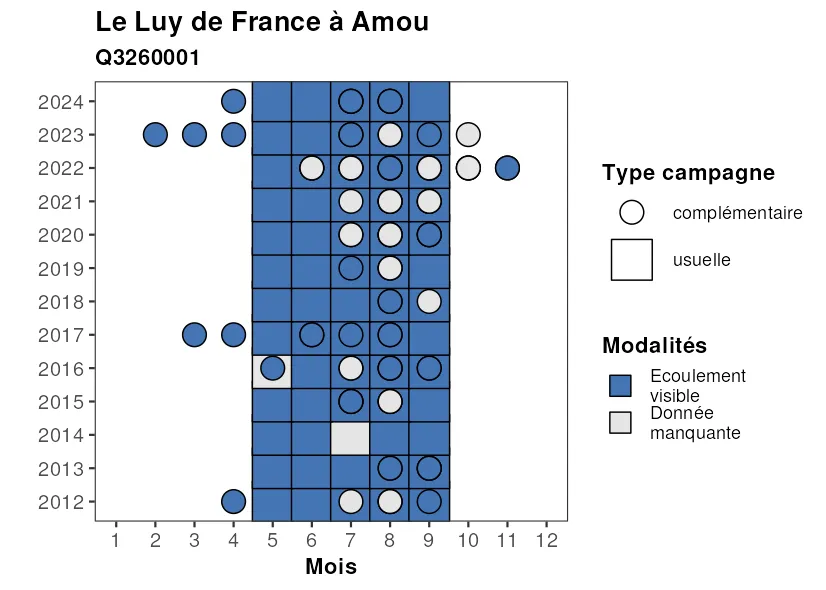 Le Luy de France à Amou
Q3260001
2024
2023
2022
2021
2020
2019
2018
2017
2016
2015
2014
2013
2012
1 2 3 4 5 6 7 8 9 10 11 12
Mois
Type campagne
complémentaire
usuelle
Modalités
Ecoulement
visible
Donnée
manquante